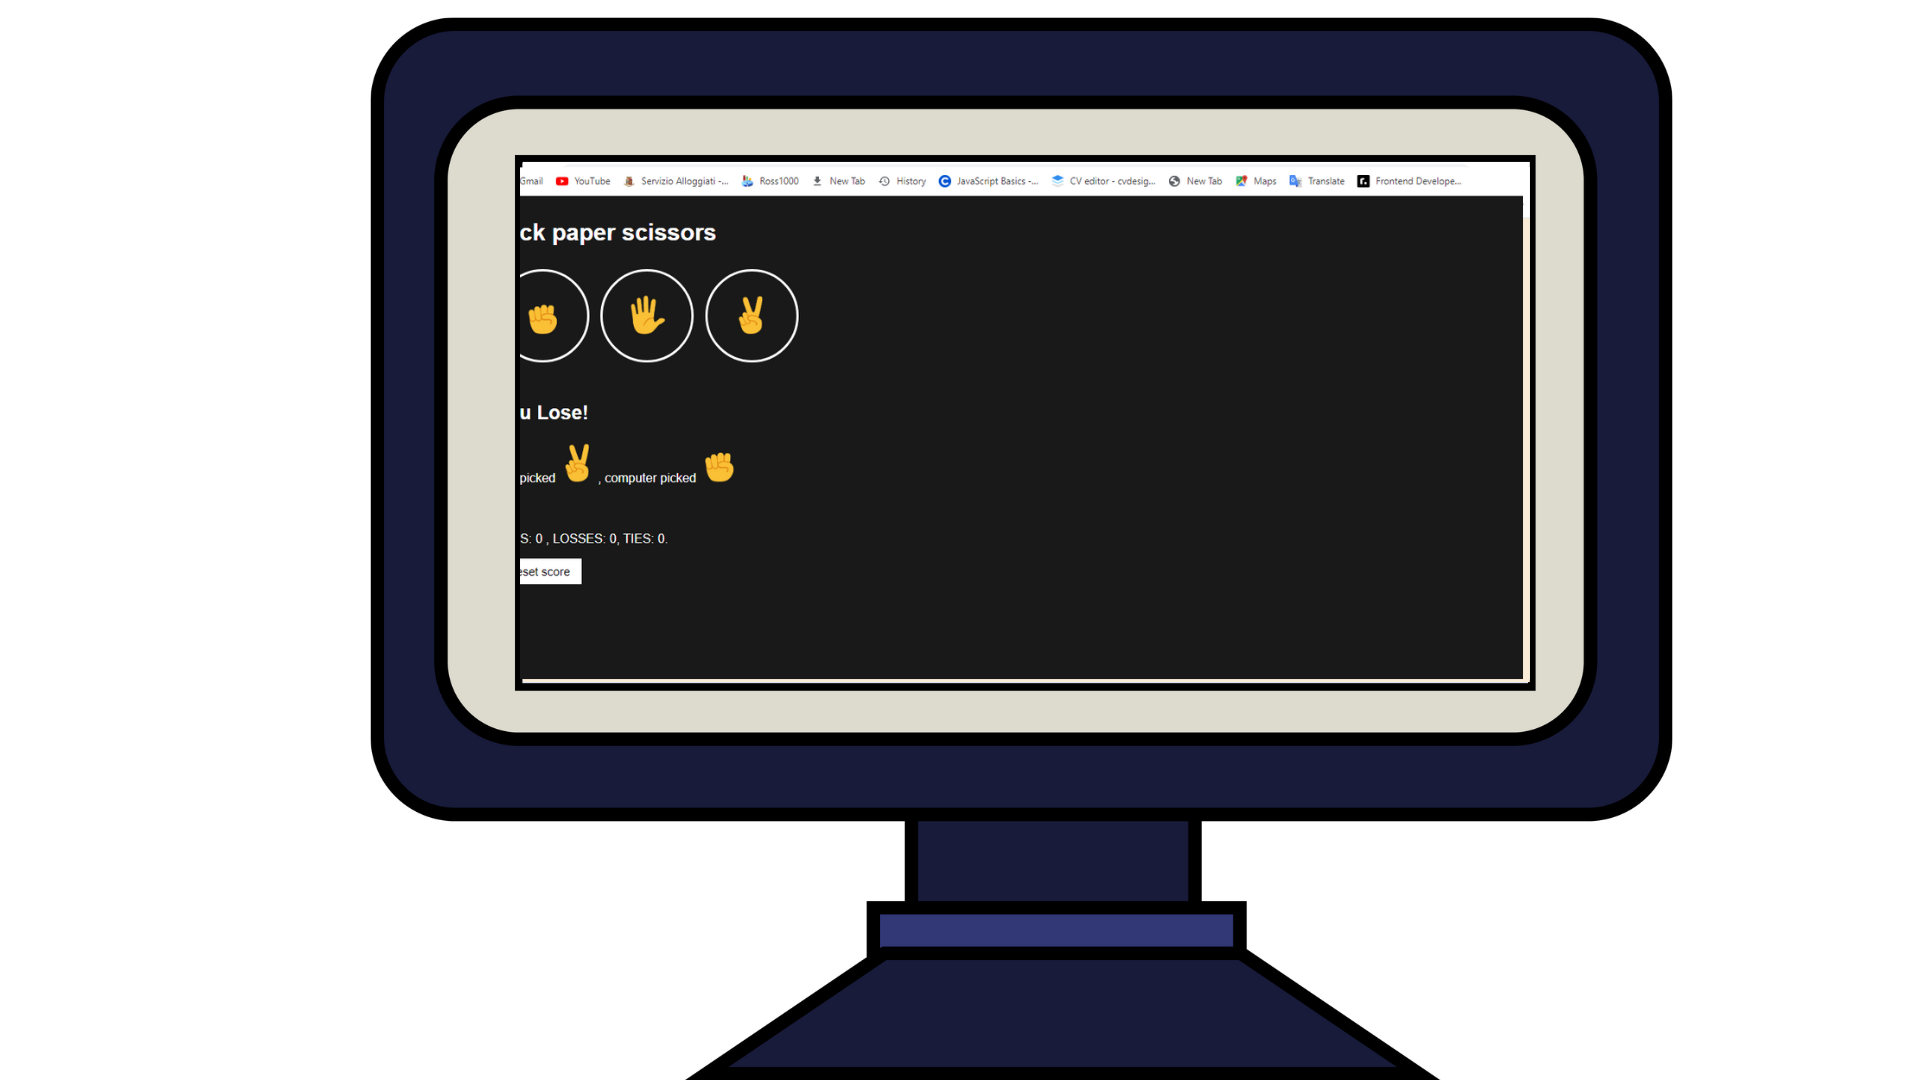 Gmail YouTube Servizio Alloggiati -... Ross1000 New Tab History JavaScript Basics -... CV editor - cvdesig... New Tab Maps Translate Frontend Develope...
ck paper scissors
u Lose!
picked , computer picked
S: 0 , LOSSES: 0, TIES: 0.
eset score